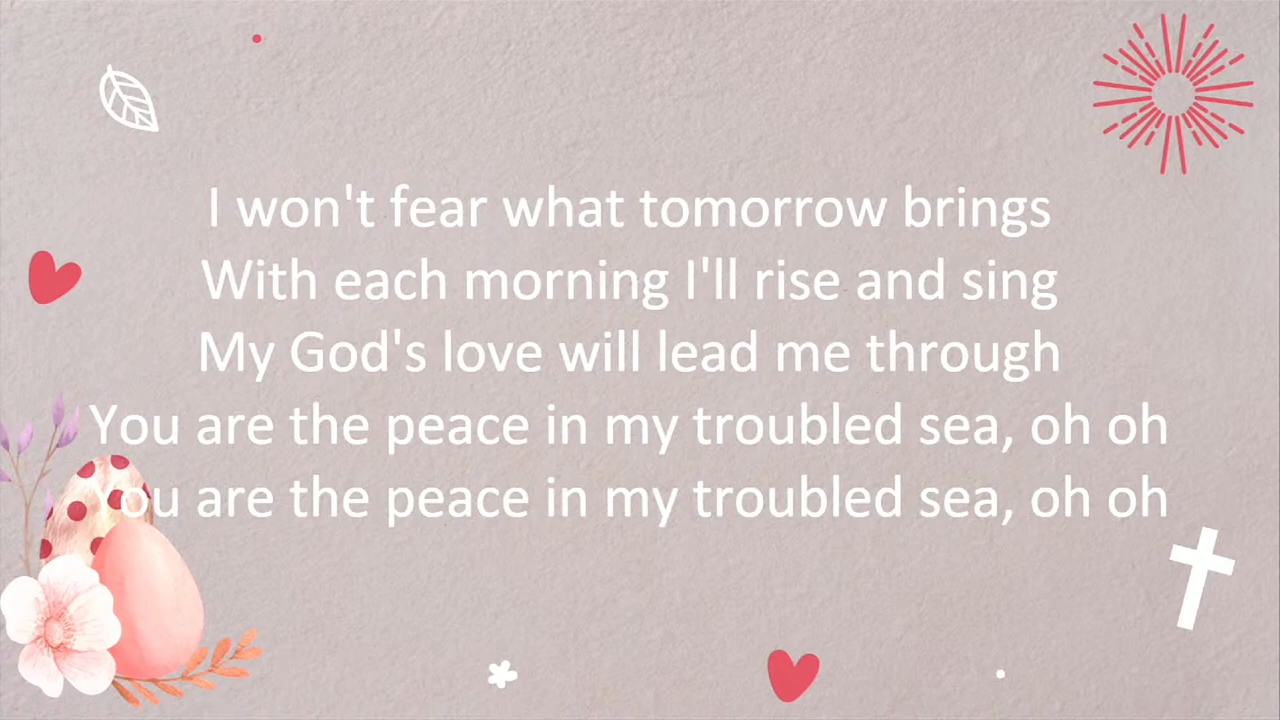 I won't fear what tomorrow brings
With each morning I'll rise and sing
My God's love will lead me through
You are the peace in my troubled sea, oh oh
You are the peace in my troubled sea, oh oh